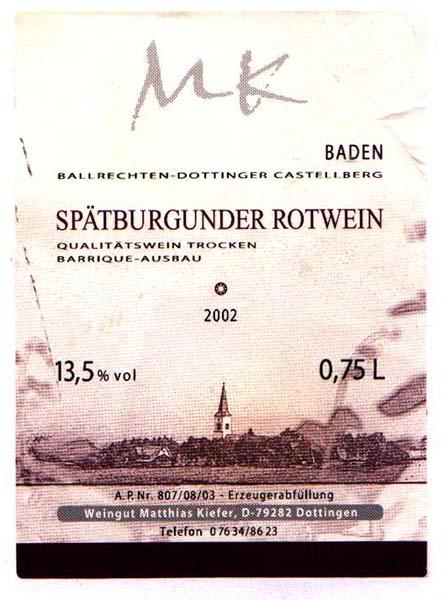 MK
BADEN
BALLRECHTEN-DOTTINGER CASTELLBERG
SPÄTBURGUNDER ROTWEIN
QUALITÄTSWEIN TROCKEN
BARRIQUE-AUSBAU
2002
13,5% vol 0,75 L
A.P.Nr. 807/08/03 - Erzeugerabfüllung
Weingut Matthias Kiefer, D-79282 Dottingen
Telefon 07634/8623